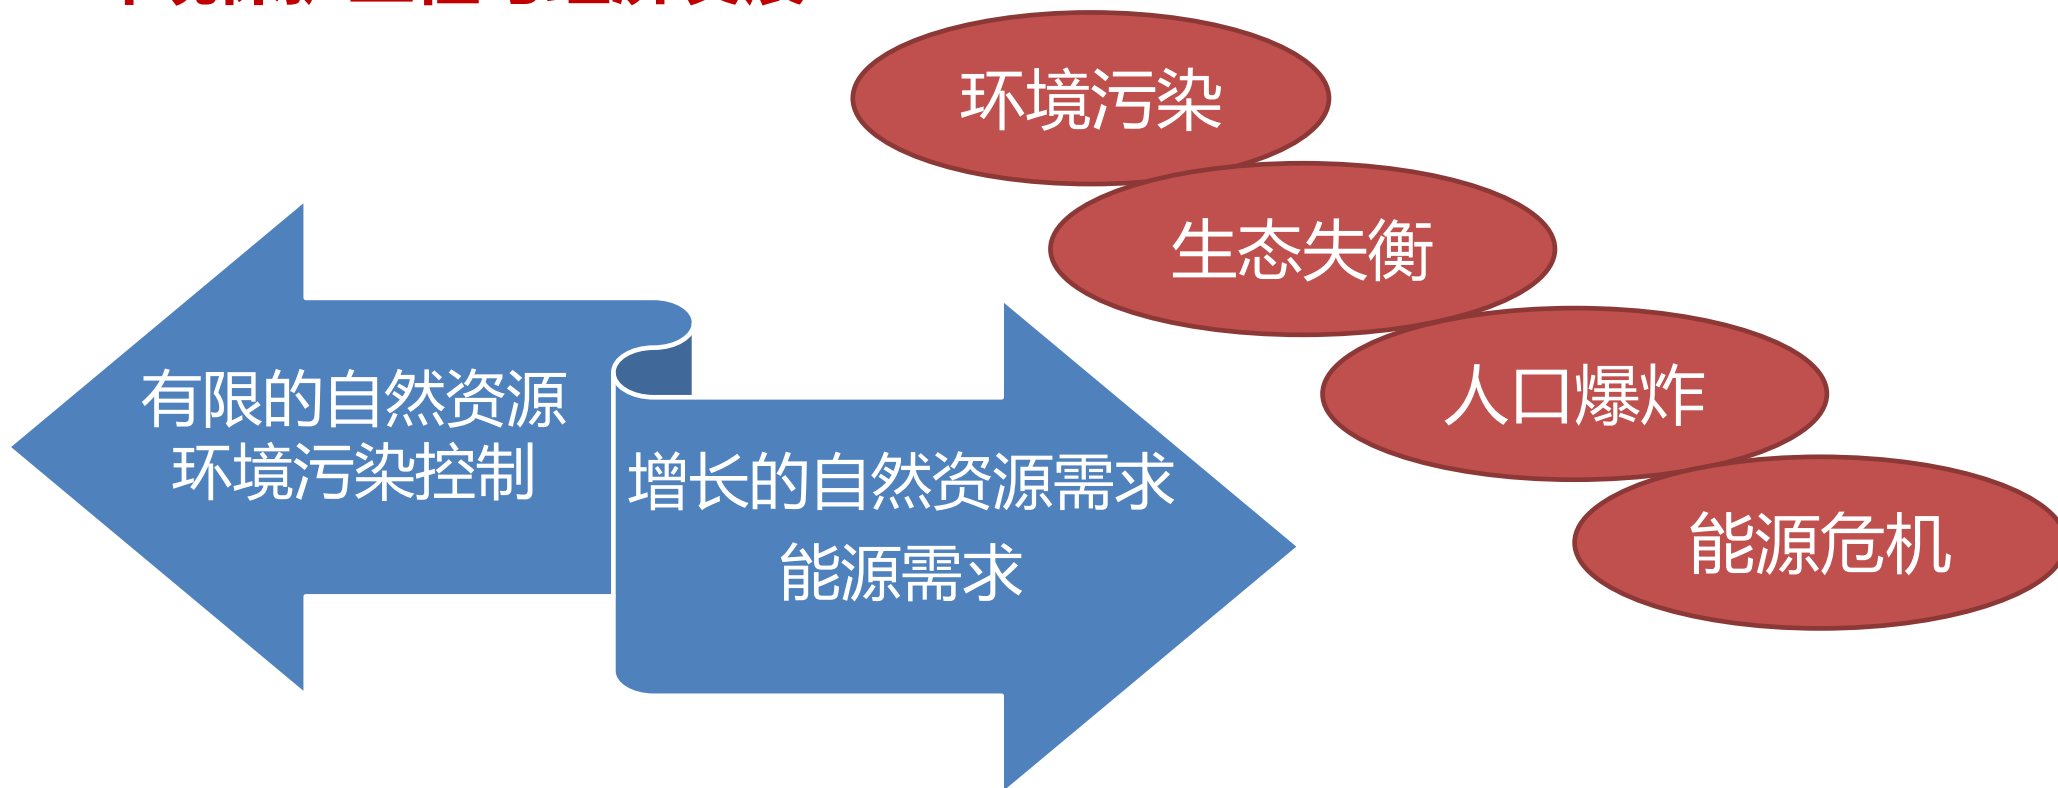 环境污染
生态失衡
人口爆炸
能源危机
有限的自然资源
环境污染控制
增长的自然资源需求
能源需求